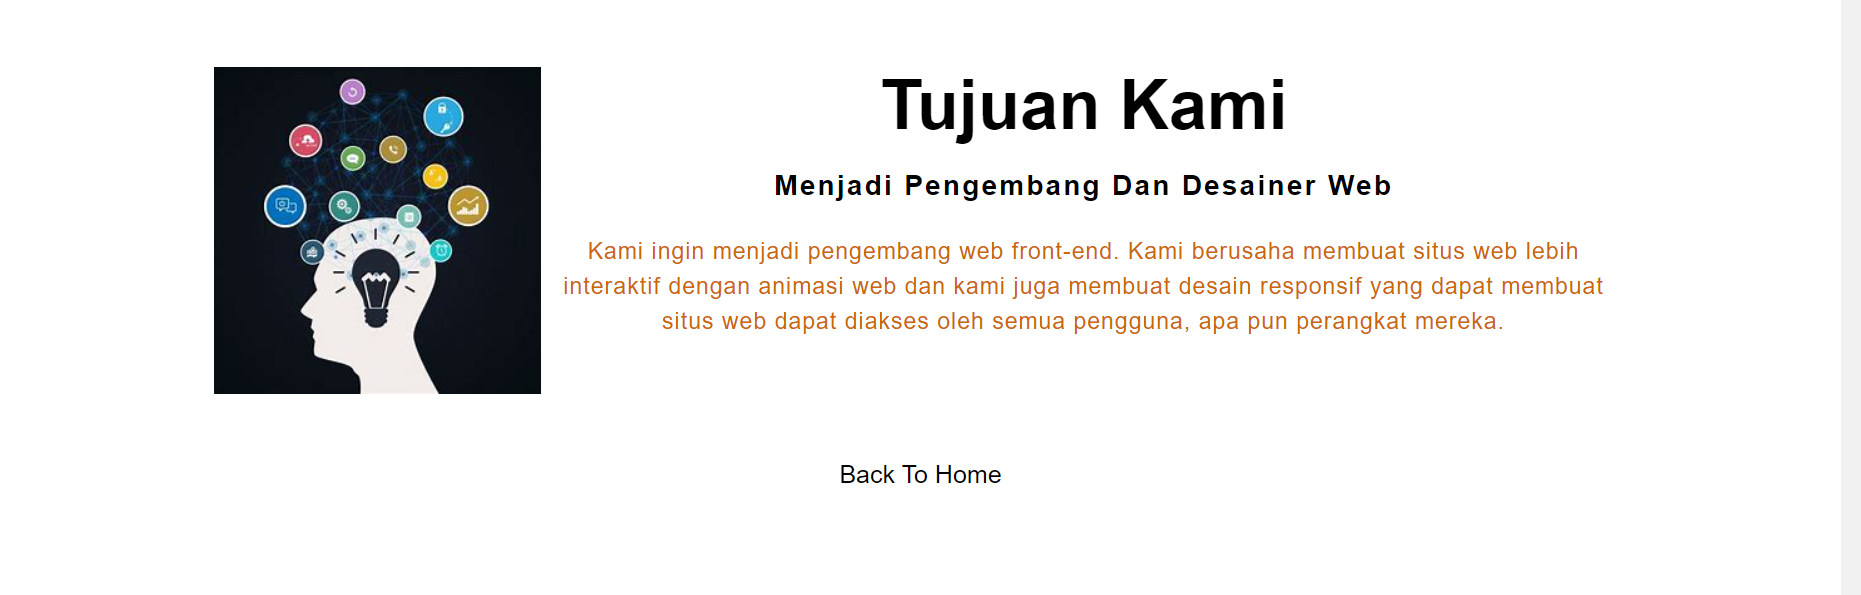 Tujuan Kami
Menjadi Pengembang Dan Desainer Web
Kami ingin menjadi pengembang web front-end. Kami berusaha membuat situs web lebih
interaktif dengan animasi web dan kami juga membuat desain responsif yang dapat membuat
situs web dapat diakses oleh semua pengguna, apa pun perangkat mereka.
Back To Home